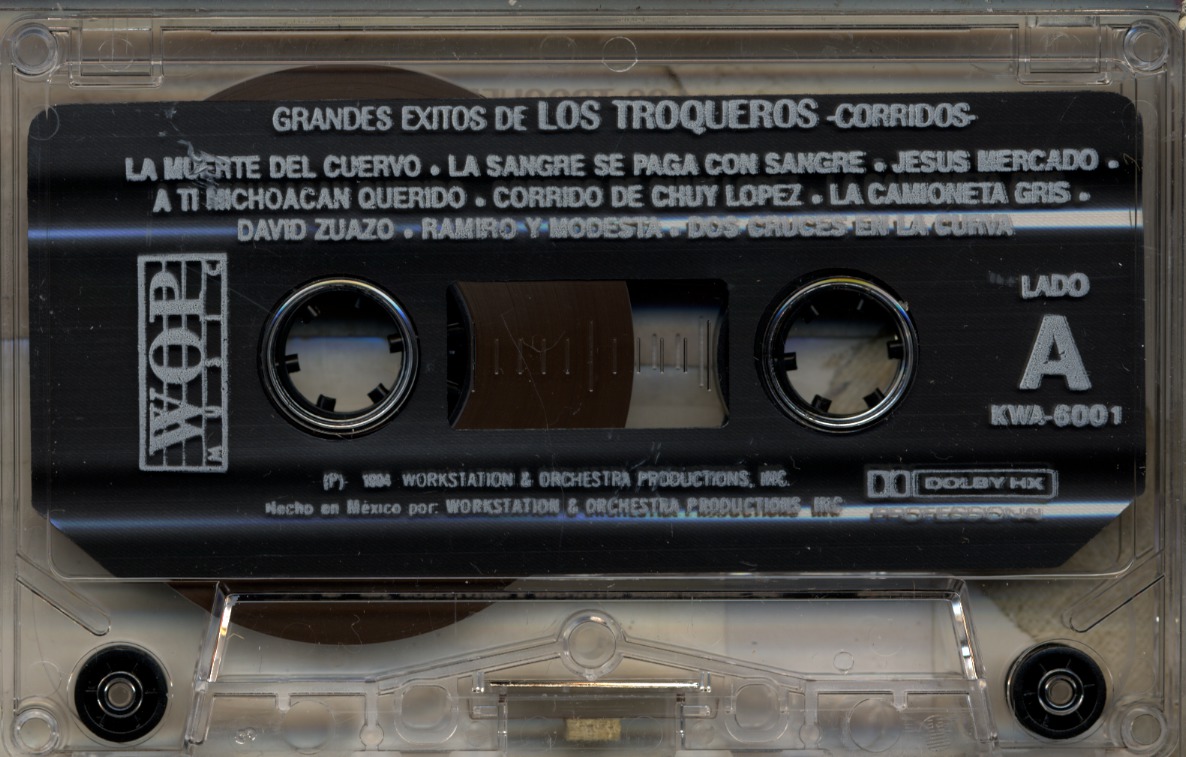 GRANDES EXITOS DE LOS TROQUEROS -CORRIDOS-
LA MUERTE DEL CUERVO • LA SANGRE SE PAGA CON SANGRE • JESUS MERCADO •
A TI MICHOACAN QUERIDO • CORRIDO DE CHUY LOPEZ • LA CAMIONETA GRIS •
DAVID ZUAZO • RAMIRO Y MODESTA • DOS CRUCES EN LA CURVA
WOP
MUSIC
LADO
A
KWA-6001
(P) 1994 WORKSTATION & ORCHESTRA PRODUCTIONS, INC.
Hecho en México por: WORKSTATION & ORCHESTRA PRODUCTIONS, INC
DOLBY HX
PROFESSIONAL